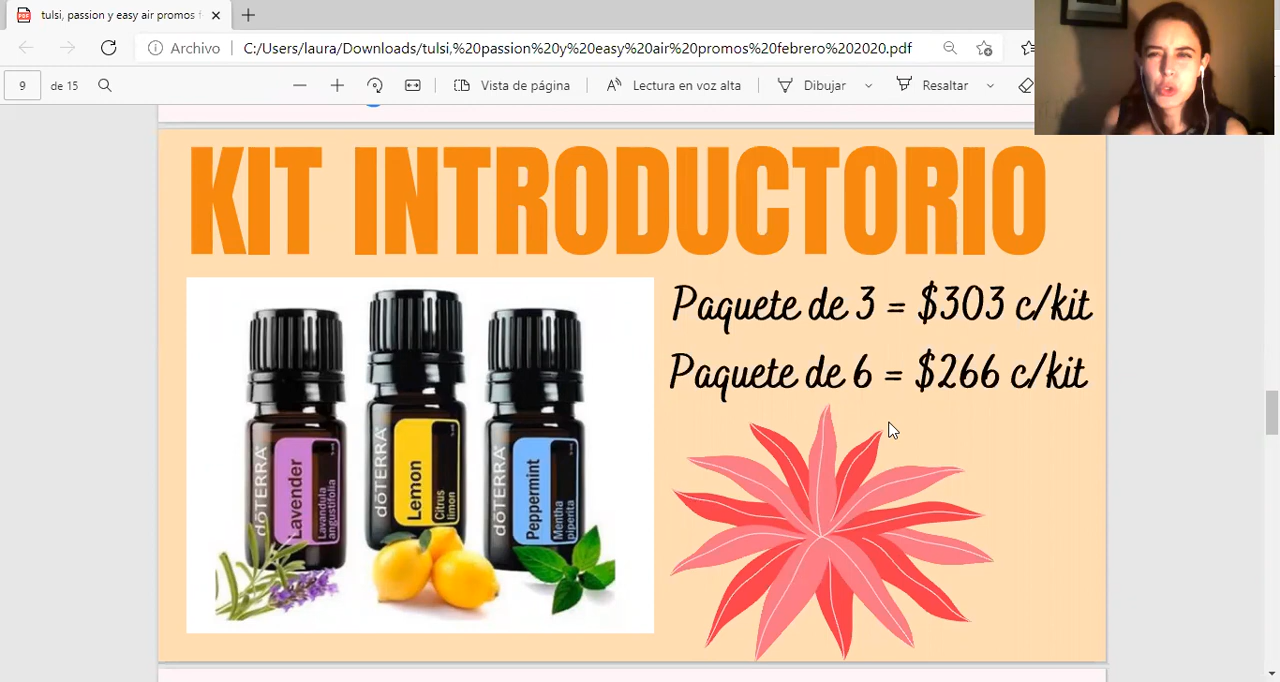 tulsi, passion y easy air promos f
Archivo
C:/Users/laura/Downloads/tulsi,%20passion%20y%20easy%20air%20promos%20febrero%202020.pdf
9
de 15
Vista de página
Lectura en voz alta
Dibujar
Resaltar
KIT INTRODUCTORIO
Paquete de 3 = $303 c/kit
Paquete de 6 = $266 c/kit
dōTERRA
Lavender
Lavandula
angustifolia
dōTERRA
Lemon
Citrus
limon
dōTERRA
Peppermint
Mentha
piperita